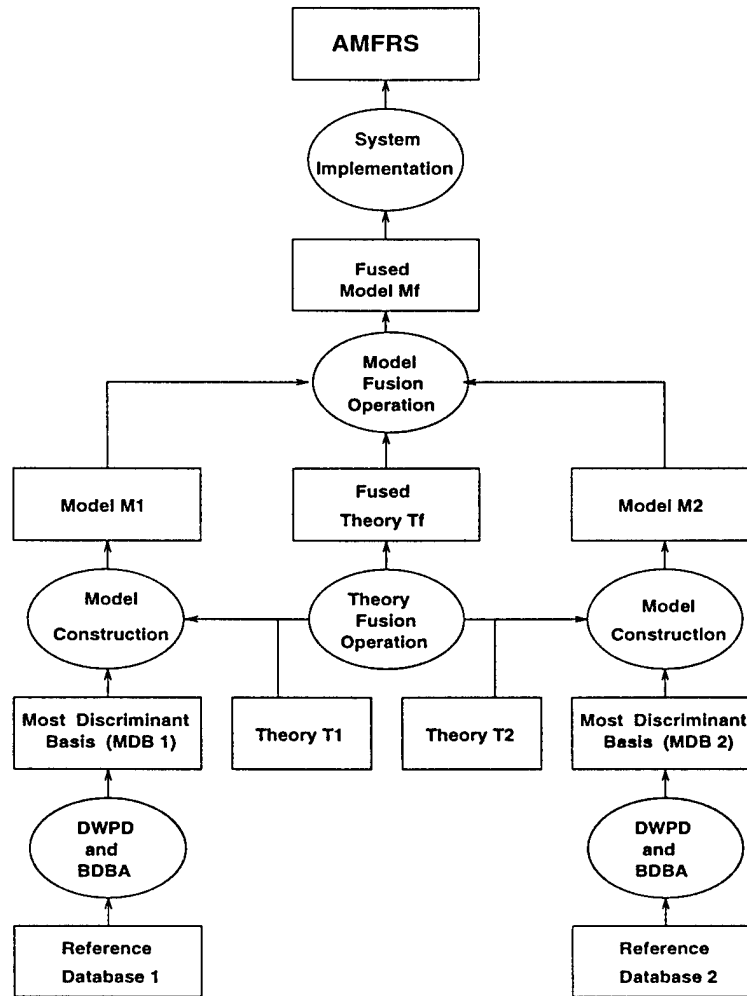 AMFRS
System
Implementation
Fused
Model Mf
Model
Fusion
Operation
Model M1
Fused
Theory Tf
Model M2
Model
Construction
Theory
Fusion
Operation
Model
Construction
Most Discriminant
Basis (MDB 1)
Theory T1
Theory T2
Most Discriminant
Basis (MDB 2)
DWPD
and
BDBA
DWPD
and
BDBA
Reference
Database 1
Reference
Database 2